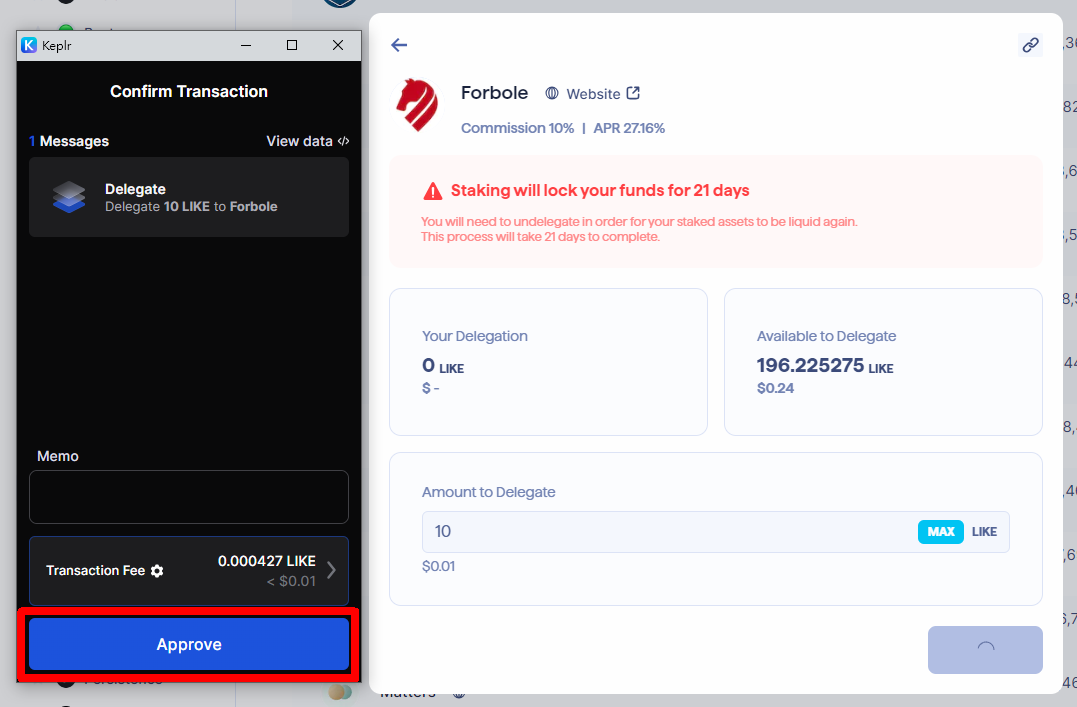 Keplr
Confirm Transaction
1 Messages
View data </>
Delegate
Delegate 10 LIKE to Forbole
Memo
Transaction Fee
0.000427 LIKE
< $0.01
Approve
Forbole
Website
Commission 10% | APR 27.16%
Staking will lock your funds for 21 days
You will need to undelegate in order for your staked assets to be liquid again.
This process will take 21 days to complete.
Your Delegation
0 LIKE
$ -
Available to Delegate
196.225275 LIKE
$0.24
Amount to Delegate
10
MAX
LIKE
$0.01
Matters